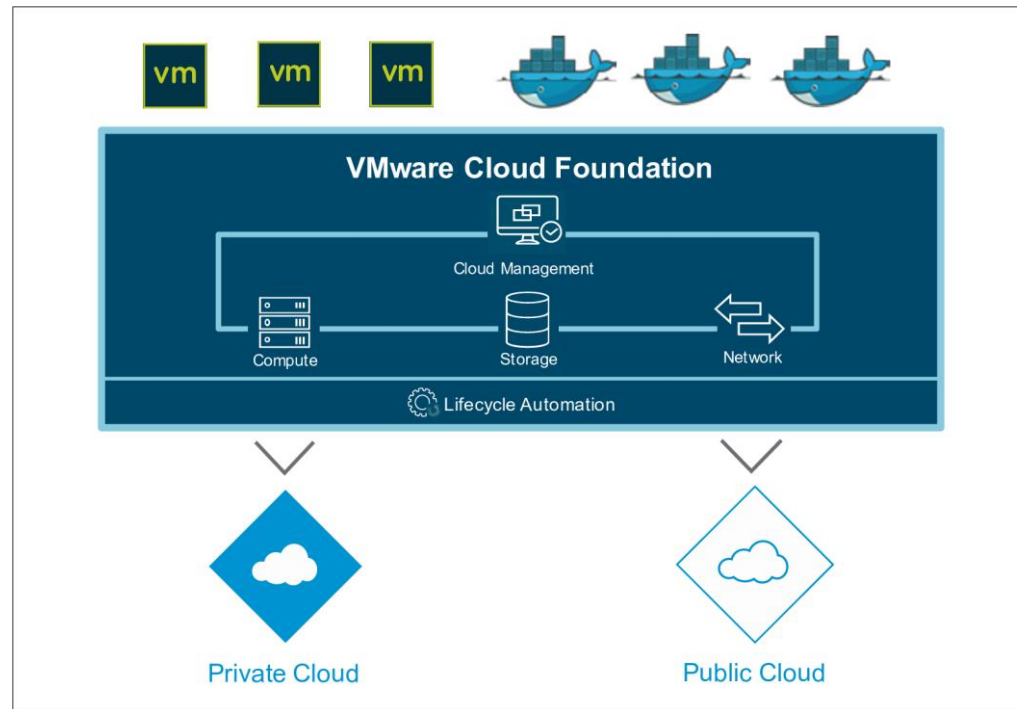 vm
vm
vm
VMware Cloud Foundation
Cloud Management
Compute
Storage
Network
Lifecycle Automation
Private Cloud
Public Cloud